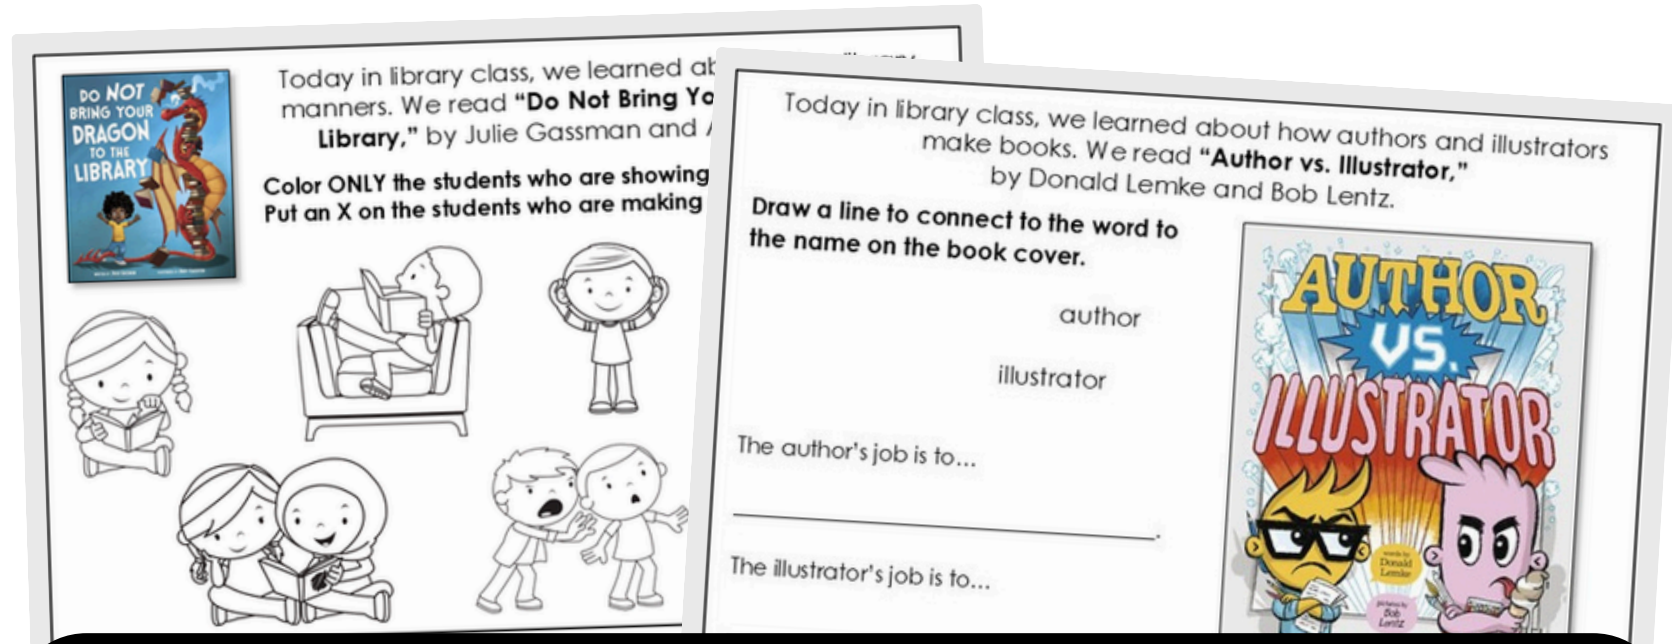 DO NOT
BRING YOUR
DRAGON
TO THE
LIBRARY
Today in library class, we learned
manners. We read “Do Not Bring
Library,” by Julie Gassman and
Color ONLY the students who are showing
Put an X on the students who are making
Today in library class, we learned about how authors and illustrators
make books. We read “Author vs. Illustrator,”
by Donald Lemke and Bob Lentz.
Draw a line to connect to the word to
the name on the book cover.
author
illustrator
The author’s job is to...
The illustrator’s job is to...
AUTHOR
VS.
ILLUSTRATOR
words by
Donald
Lemke
pictures by
Bob
Lentz